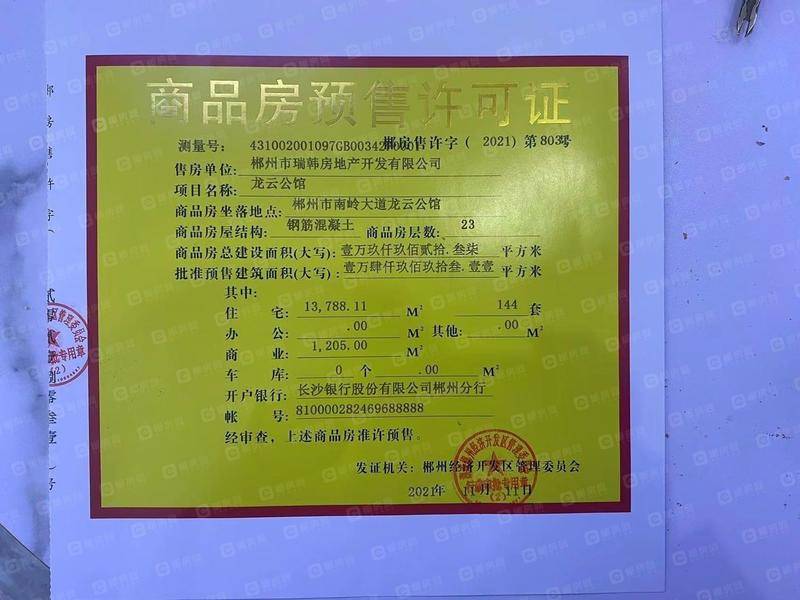 商品房预售许可证
测量号: 431002001097GB00342
郴房售许字( 2021) 第 803号
售房单位: 郴州市瑞韩房地产开发有限公司
项目名称: 龙云公馆
商品房坐落地点: 郴州市南岭大道龙云公馆
商品房屋结构: 钢筋混凝土 商品房层数: 23
商品房总建设面积(大写): 壹万玖仟玖佰贰拾.叁柒 平方米
批准预售建筑面积(大写): 壹万肆仟玖佰玖拾叁.壹壹 平方米
其中:
住 宅: 13,788.11 M² 144 套
办 公: .00 M² 其他: .00 M²
商 业: 1,205.00 M²
车 库: 0 个 .00 M²
开户银行: 长沙银行股份有限公司郴州分行
帐 号: 810000282469688888
经审查，上述商品房准许预售。
发证机关: 郴州经济开发区管理委员会
2021年 11月 11日